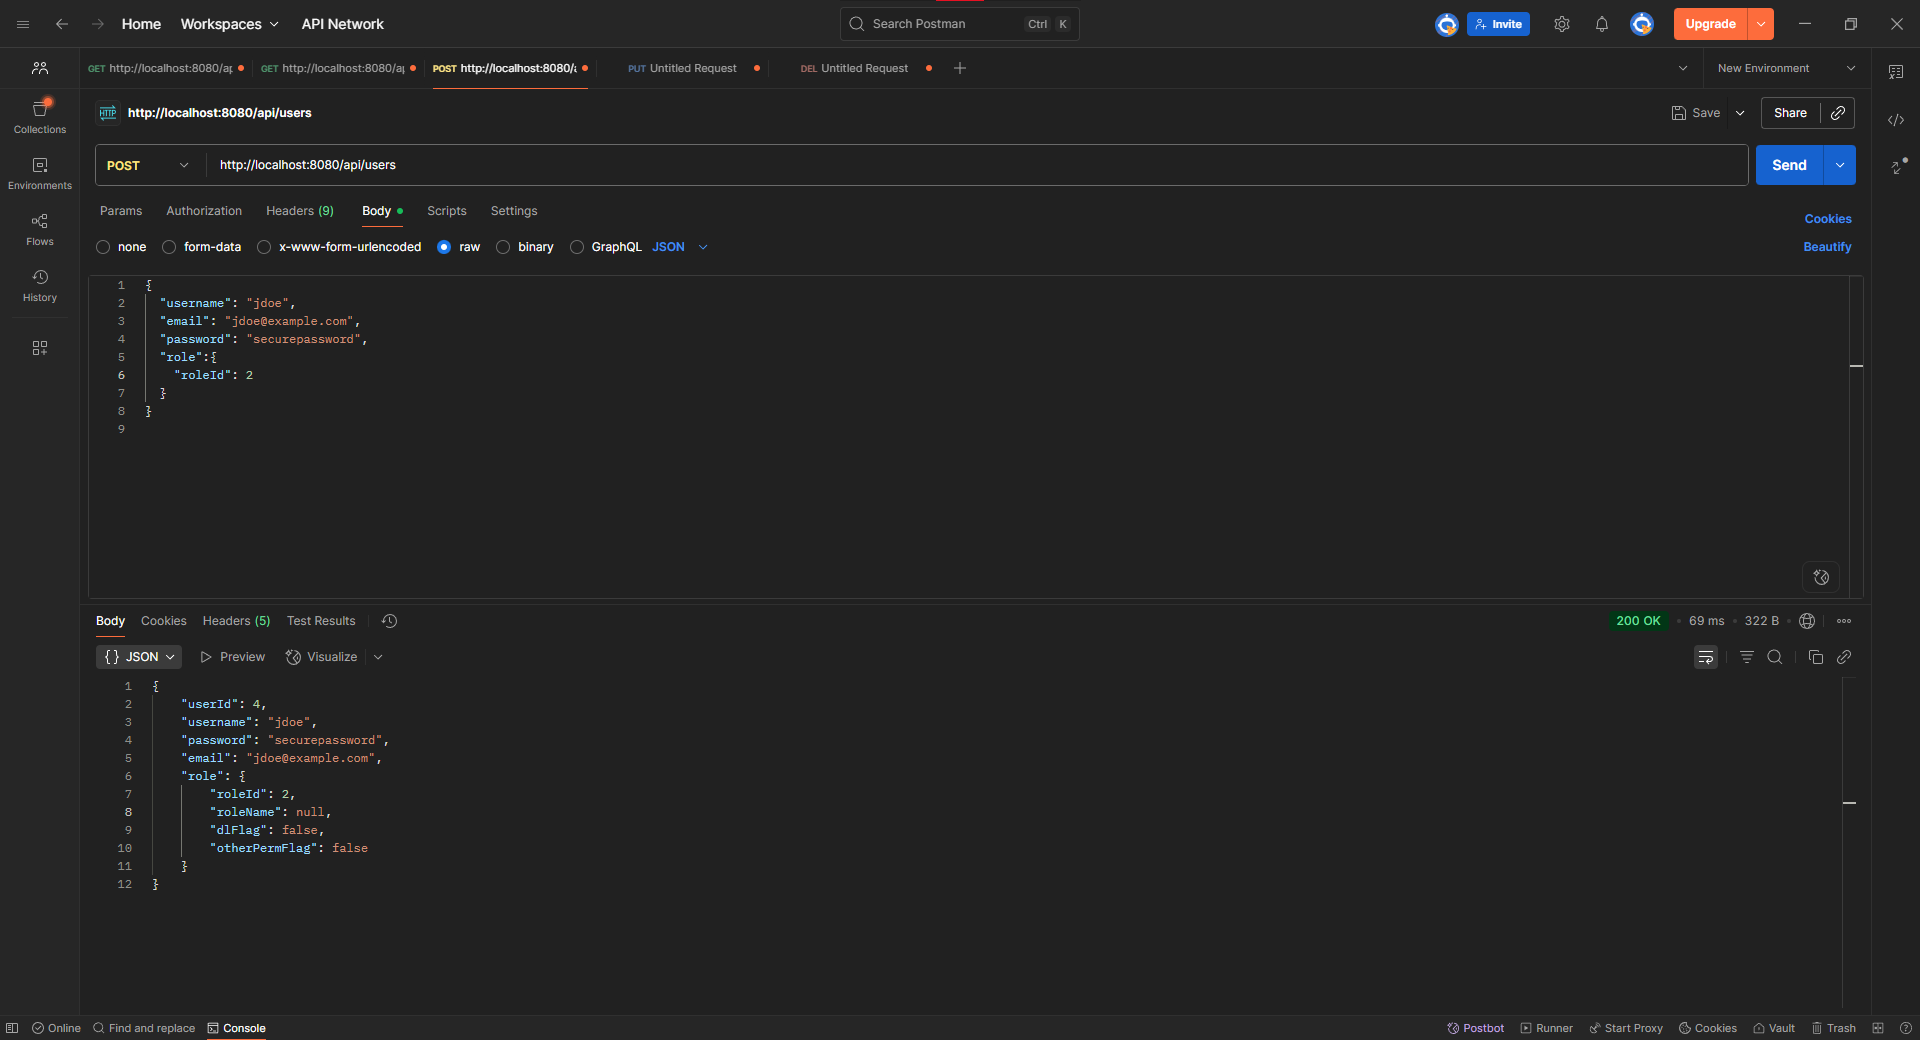 Home Workspaces API Network Search Postman Ctrl K Invite Upgrade
GET http://localhost:8080/ap GET http://localhost:8080/ap POST http://localhost:8080/a PUT Untitled Request DEL Untitled Request New Environment
HTTP http://localhost:8080/api/users Save Share
Collections
Environments
Flows
History
POST http://localhost:8080/api/users Send
Params Authorization Headers (9) Body Scripts Settings Cookies
none form-data x-www-form-urlencoded raw binary GraphQL JSON Beautify
1 {
2 "username": "jdoe",
3 "email": "jdoe@example.com",
4 "password": "securepassword",
5 "role":{
6 "roleId": 2
7 }
8 }
9
Body Cookies Headers (5) Test Results 200 OK 69 ms 322 B
{} JSON Preview Visualize
1 {
2 "userId": 4,
3 "username": "jdoe",
4 "password": "securepassword",
5 "email": "jdoe@example.com",
6 "role": {
7 "roleId": 2,
8 "roleName": null,
9 "dlFlag": false,
10 "otherPermFlag": false
11 }
12 }
Online Find and replace Console Postbot Runner Start Proxy Cookies Vault Trash